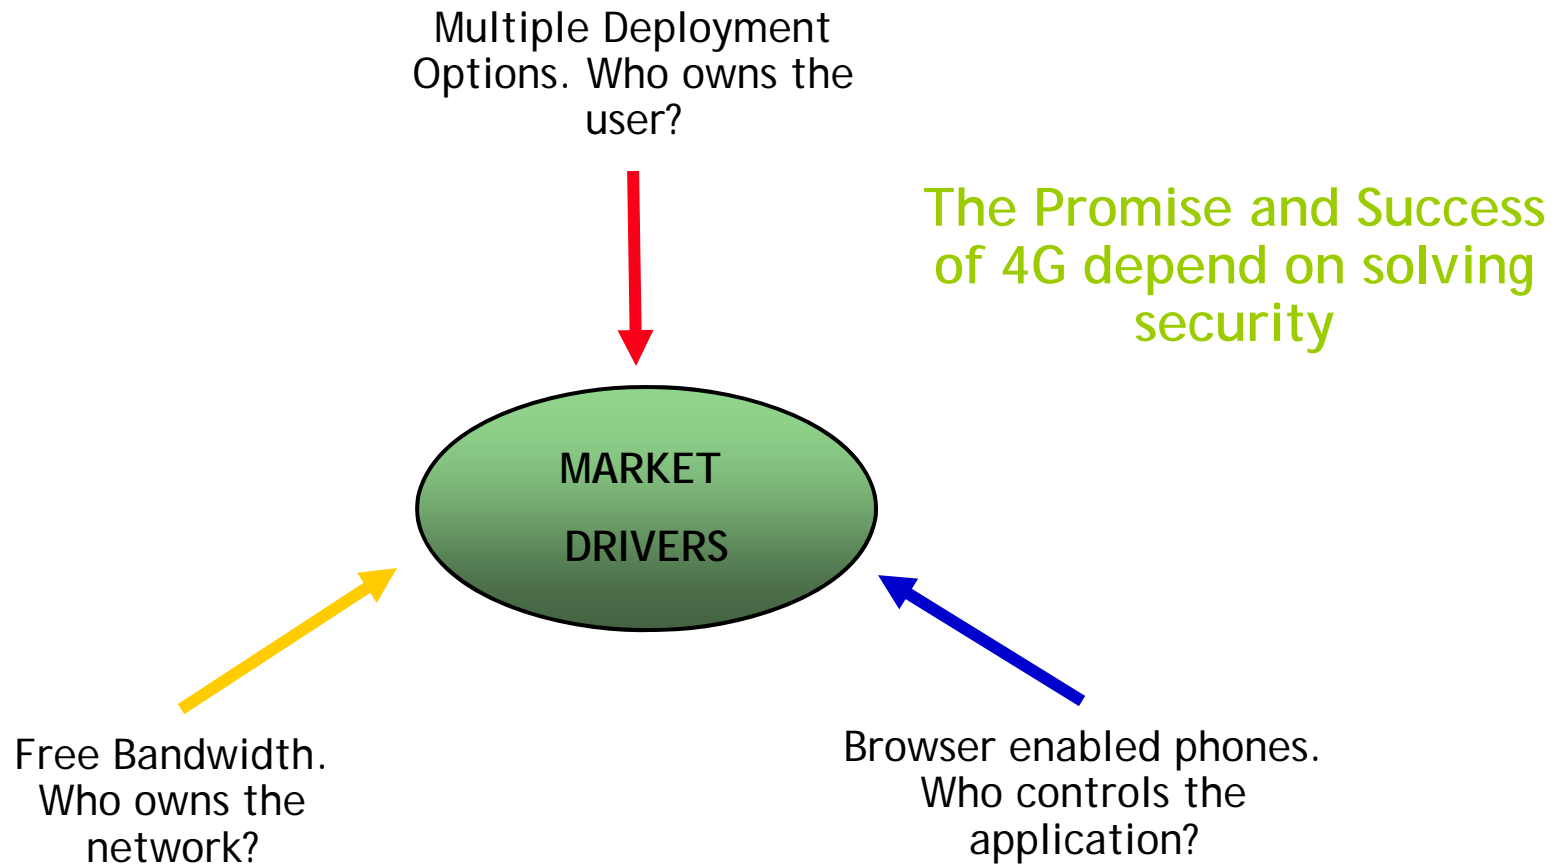 Multiple Deployment
Options. Who owns the
user?
The Promise and Success
of 4G depend on solving
security
MARKET
DRIVERS
Free Bandwidth.
Who owns the
network?
Browser enabled phones.
Who controls the
application?